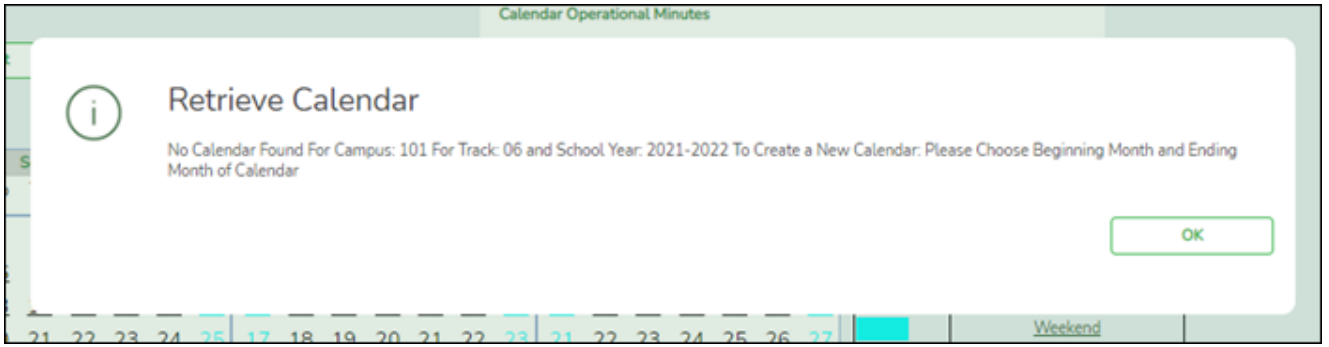 Calendar Operational Minutes
i
Retrieve Calendar
No Calendar Found For Campus: 101 For Track: 06 and School Year: 2021-2022 To Create a New Calendar: Please Choose Beginning Month and Ending
Month of Calendar
OK
S
21 22 23 24 25 17 18 19 20 21 22 23 21 22 23 24 25 26 27
Weekend